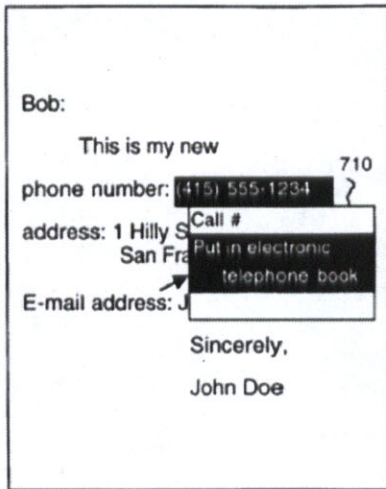 Bob:
This is my new
710
phone number: (415) 555-1234
Call #
address: 1 Hilly S
Put in electronic
San Fra
telephone book
E-mail address: J
Sincerely,
John Doe